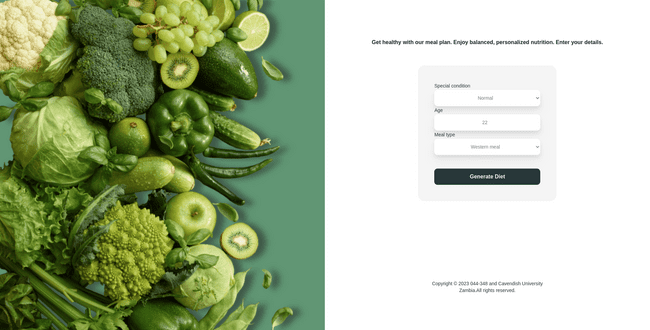 Get healthy with our meal plan. Enjoy balanced, personalized nutrition. Enter your details.
Special condition
Normal
Age
22
Meal type
Western meal
Generate Diet
Copyright © 2023 044-348 and Cavendish University
Zambia.All rights reserved.